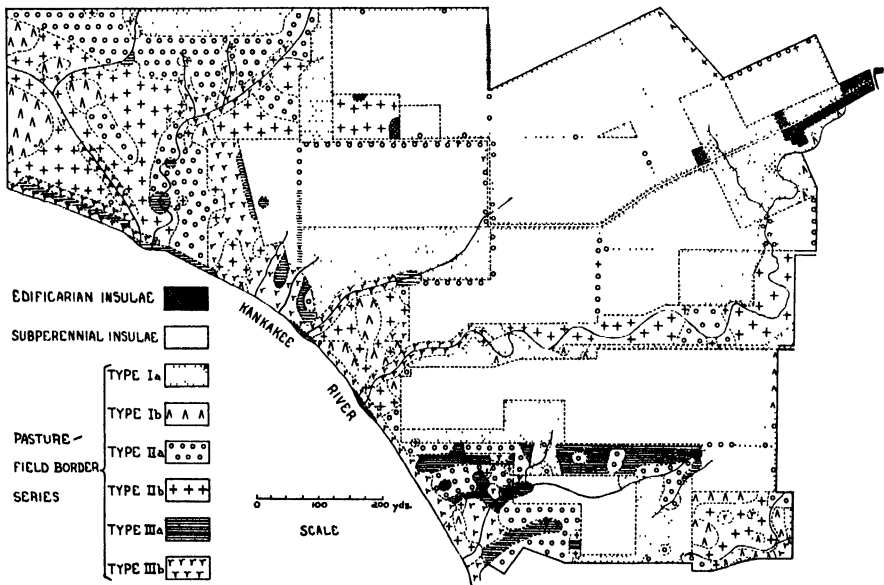 EDIFICARIAN INSULAE
SUBPERENNIAL INSULAE
TYPE Ia
TYPE Ib
TYPE IIa
TYPE IIb
TYPE IIIa
TYPE IIIb
PASTURE –
FIELD BORDER
SERIES
KANKAKEE
RIVER
0 100 200 yds.
SCALE